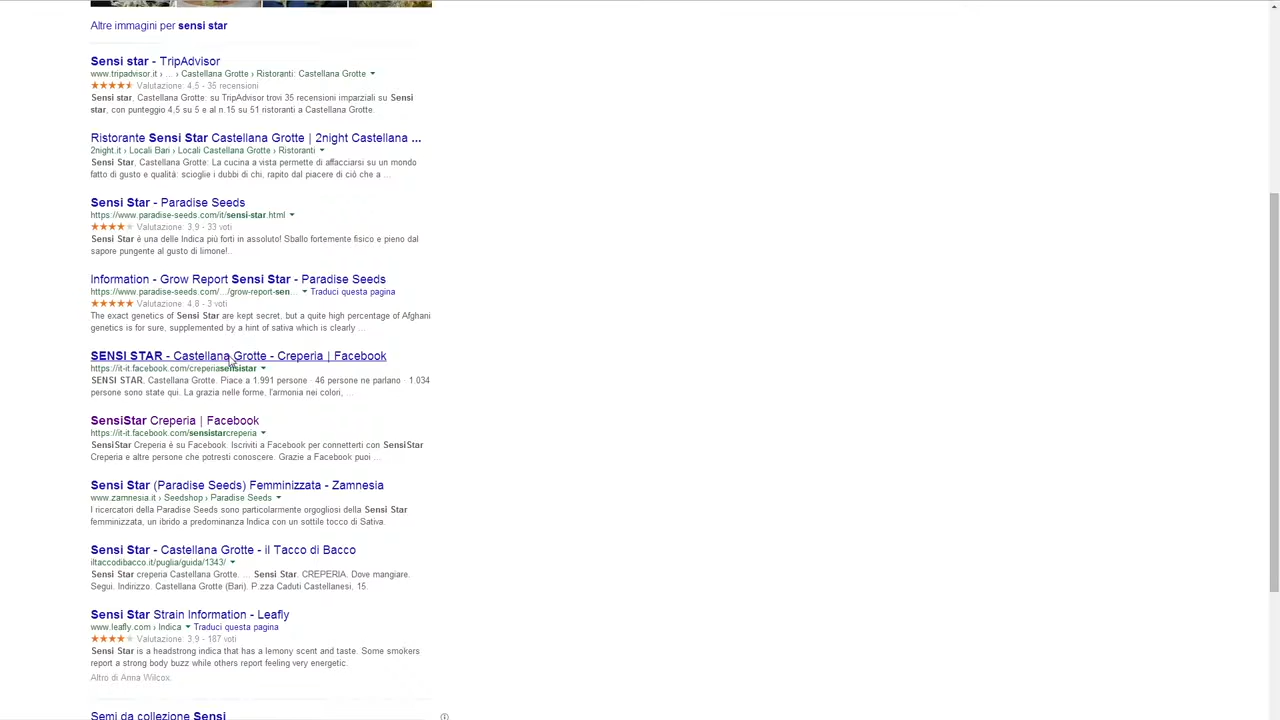 Altre immagini per sensi star
Sensi star - TripAdvisor
www.tripadvisor.it › ... › Castellana Grotte › Ristoranti: Castellana Grotte
Valutazione: 4,5 - 35 recensioni
Sensi star, Castellana Grotte: su TripAdvisor trovi 35 recensioni imparziali su Sensi
star, con punteggio 4,5 su 5 e al n.15 su 51 ristoranti a Castellana Grotte.
Ristorante Sensi Star Castellana Grotte | 2night Castellana ...
2night.it › Locali Bari › Locali Castellana Grotte › Ristoranti
Sensi Star, Castellana Grotte: La cucina a vista permette di affacciarsi su un mondo
fatto di gusto e qualità: scioglie i dubbi di chi, rapito dal piacere di ciò che a ...
Sensi Star - Paradise Seeds
https://www.paradise-seeds.com/it/sensi-star.html
Valutazione: 3,9 - 33 voti
Sensi Star è una delle Indica più forti in assoluto! Sballo fortemente fisico e pieno dal
sapore pungente al gusto di limone!..
Information - Grow Report Sensi Star - Paradise Seeds
https://www.paradise-seeds.com/.../grow-report-sen... Traduci questa pagina
Valutazione: 4,8 - 3 voti
The exact genetics of Sensi Star are kept secret, but a quite high percentage of Afghani
genetics is for sure, supplemented by a hint of sativa which is clearly ...
SENSI STAR - Castellana Grotte - Creperia | Facebook
https://it-it.facebook.com/creperiasensistar
SENSI STAR, Castellana Grotte. Piace a 1.991 persone · 46 persone ne parlano · 1.034
persone sono state qui. La grazia nelle forme, l'armonia nei colori, ...
SensiStar Creperia | Facebook
https://it-it.facebook.com/sensistarcreperia
SensiStar Creperia è su Facebook. Iscriviti a Facebook per connetterti con SensiStar
Creperia e altre persone che potresti conoscere. Grazie a Facebook puoi ...
Sensi Star (Paradise Seeds) Femminizzata - Zamnesia
www.zamnesia.it › Seedshop › Paradise Seeds
I ricercatori della Paradise Seeds sono particolarmente orgogliosi della Sensi Star
femminizzata, un ibrido a predominanza Indica con un sottile tocco di Sativa.
Sensi Star - Castellana Grotte - il Tacco di Bacco
iltaccodibacco.it/puglia/guida/1343/
Sensi Star creperia Castellana Grotte. ... Sensi Star. CREPERIA. Dove mangiare.
Segui. Indirizzo. Castellana Grotte (Bari). P.zza Caduti Castellanesi, 15.
Sensi Star Strain Information - Leafly
www.leafly.com › Indica Traduci questa pagina
Valutazione: 3,9 - 187 voti
Sensi Star is a headstrong indica that has a lemony scent and taste. Some smokers
report a strong body buzz while others report feeling very energetic.
Altro di Anna Wilcox.
Semi da collezione Sensi